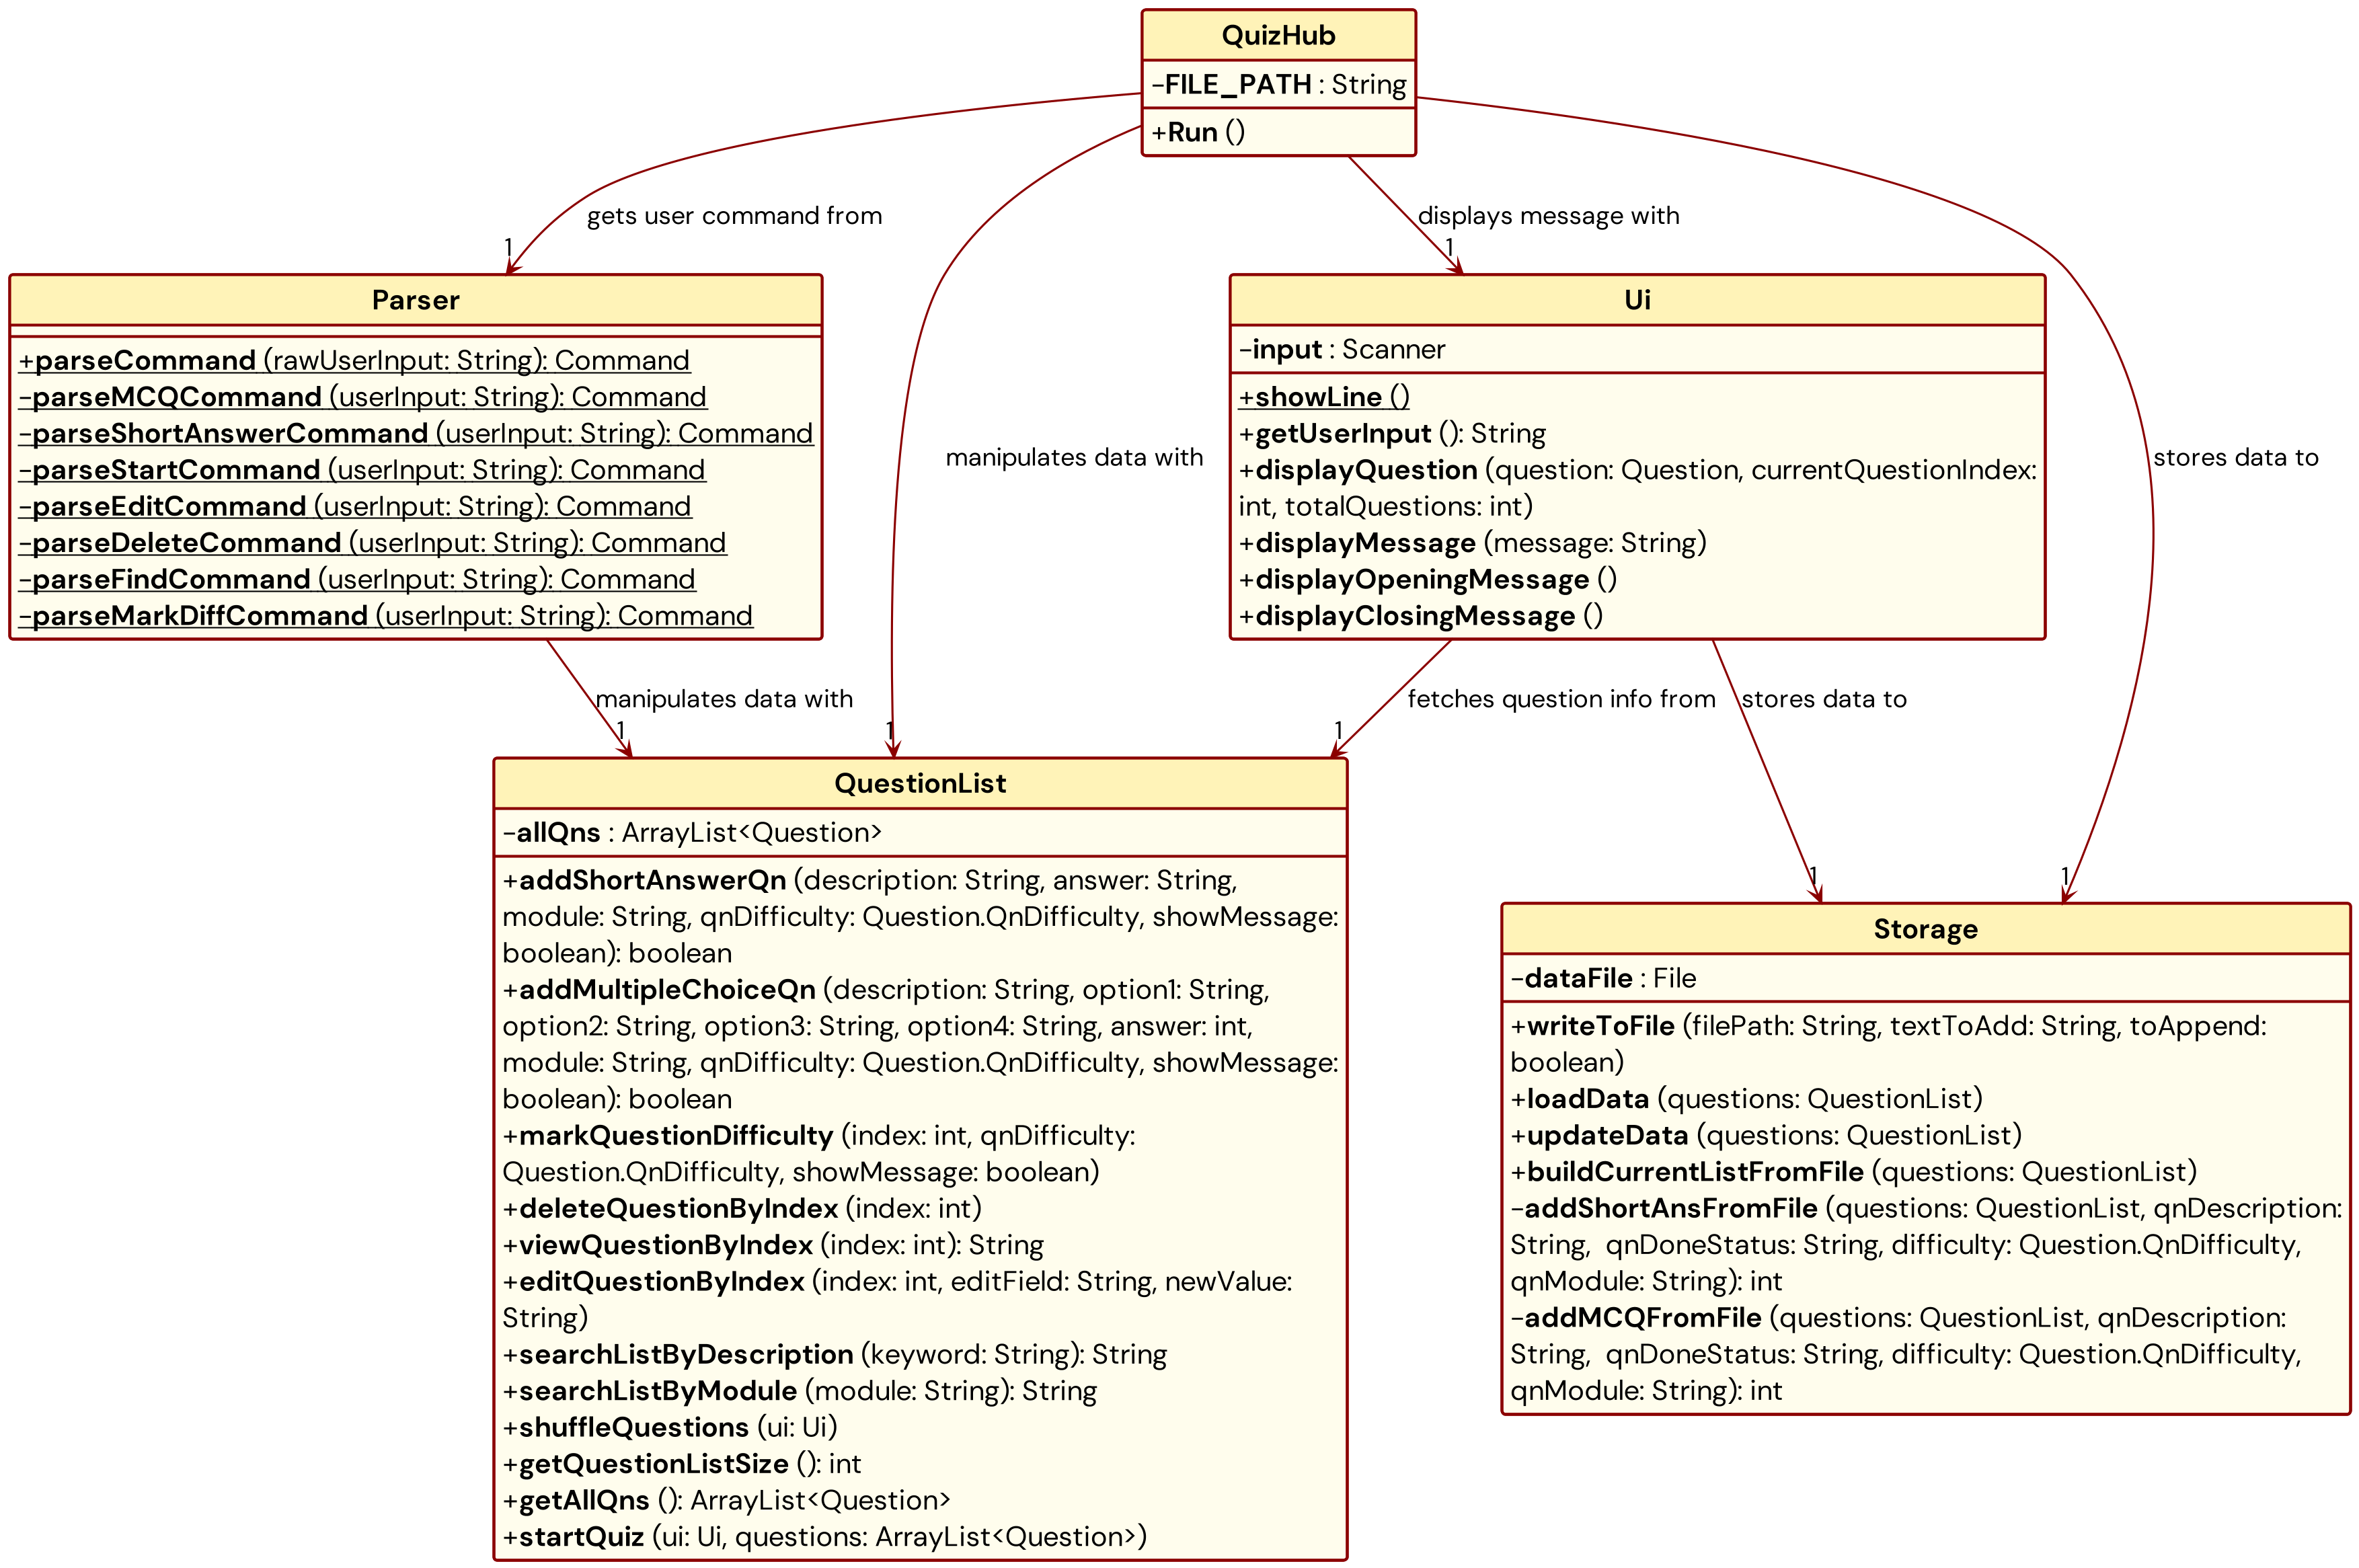 QuizHub
-FILE_PATH : String
+Run ()
gets user command from
1
displays message with
1
Parser
+parseCommand (rawUserInput: String): Command
-parseMCQCommand (userInput: String): Command
-parseShortAnswerCommand (userInput: String): Command
-parseStartCommand (userInput: String): Command
-parseEditCommand (userInput: String): Command
-parseDeleteCommand (userInput: String): Command
-parseFindCommand (userInput: String): Command
-parseMarkDiffCommand (userInput: String): Command
manipulates data with
1
Ui
-input : Scanner
+showLine ()
+getUserInput (): String
+displayQuestion (question: Question, currentQuestionIndex:
int, totalQuestions: int)
+displayMessage (message: String)
+displayOpeningMessage ()
+displayClosingMessage ()
stores data to
1
manipulates data with
1
fetches question info from
1
stores data to
1
QuestionList
-allQns : ArrayList<Question>
+addShortAnswerQn (description: String, answer: String,
module: String, qnDifficulty: Question.QnDifficulty, showMessage:
boolean): boolean
+addMultipleChoiceQn (description: String, option1: String,
option2: String, option3: String, option4: String, answer: int,
module: String, qnDifficulty: Question.QnDifficulty, showMessage:
boolean): boolean
+markQuestionDifficulty (index: int, qnDifficulty:
Question.QnDifficulty, showMessage: boolean)
+deleteQuestionByIndex (index: int)
+viewQuestionByIndex (index: int): String
+editQuestionByIndex (index: int, editField: String, newValue:
String)
+searchListByDescription (keyword: String): String
+searchListByModule (module: String): String
+shuffleQuestions (ui: Ui)
+getQuestionListSize (): int
+getAllQns (): ArrayList<Question>
+startQuiz (ui: Ui, questions: ArrayList<Question>)
Storage
-dataFile : File
+writeToFile (filePath: String, textToAdd: String, toAppend:
boolean)
+loadData (questions: QuestionList)
+updateData (questions: QuestionList)
+buildCurrentListFromFile (questions: QuestionList)
-addShortAnsFromFile (questions: QuestionList, qnDescription:
String,  qnDoneStatus: String, difficulty: Question.QnDifficulty,
qnModule: String): int
-addMCQFromFile (questions: QuestionList, qnDescription:
String,  qnDoneStatus: String, difficulty: Question.QnDifficulty,
qnModule: String): int